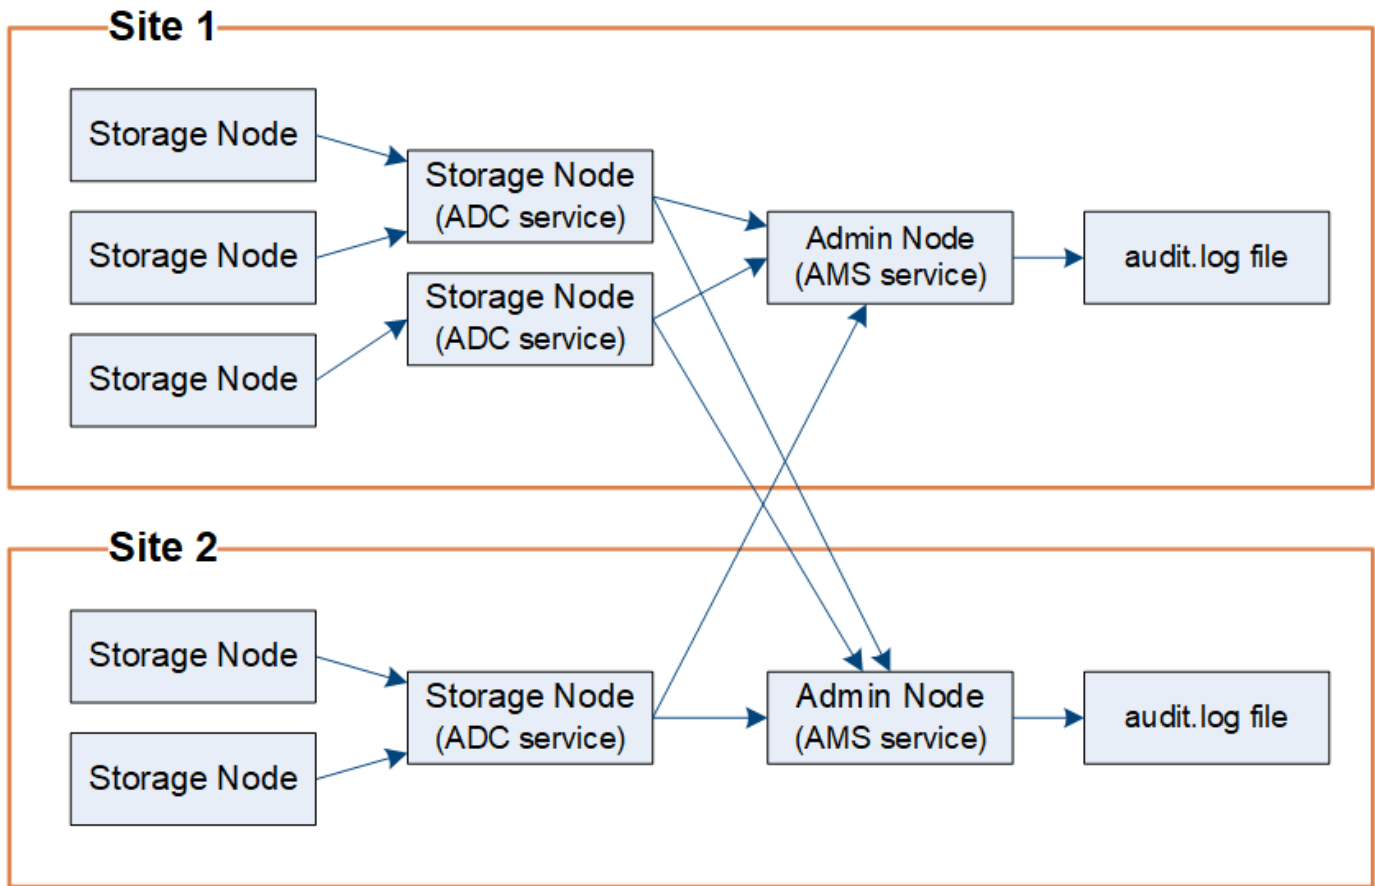 Site 1
Storage Node
Storage Node
Storage Node
Storage Node
(ADC service)
Storage Node
(ADC service)
Admin Node
(AMS service)
audit.log file
Site 2
Storage Node
Storage Node
Storage Node
(ADC service)
Admin Node
(AMS service)
audit.log file